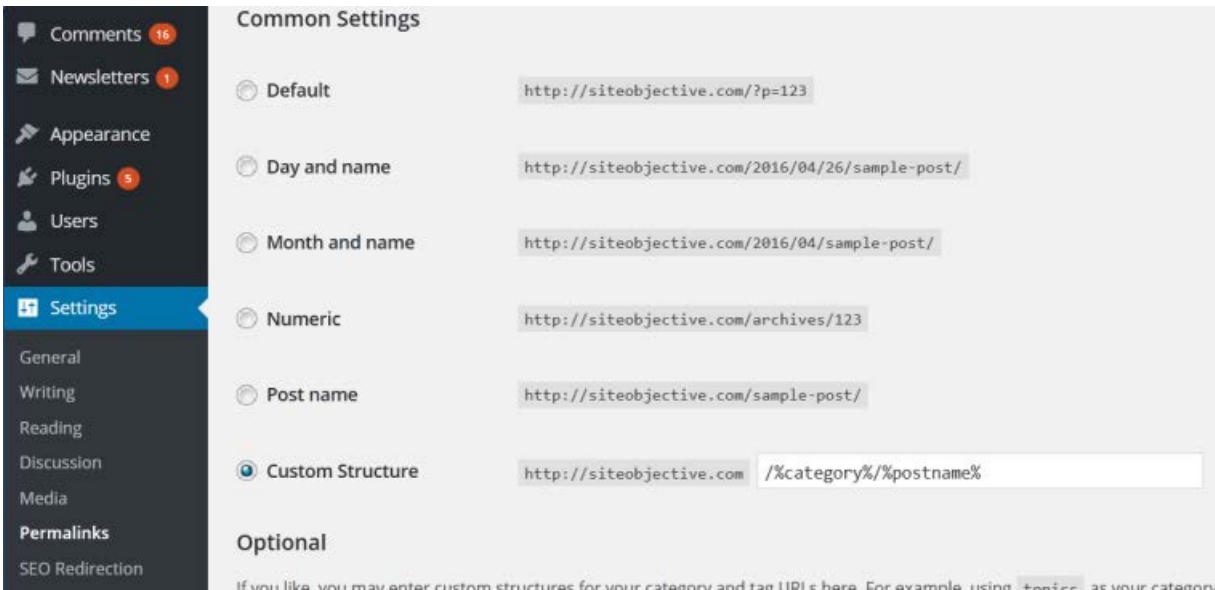 Comments 16
Newsletters 1
Appearance
Plugins 5
Users
Tools
Settings
General
Writing
Reading
Discussion
Media
Permalinks
SEO Redirection
Common Settings
Default http://siteobjective.com/?p=123
Day and name http://siteobjective.com/2016/04/26/sample-post/
Month and name http://siteobjective.com/2016/04/sample-post/
Numeric http://siteobjective.com/archives/123
Post name http://siteobjective.com/sample-post/
Custom Structure http://siteobjective.com /%category%/%postname%
Optional
If you like, you may enter custom structures for your category and tag URLs here. For example, using topics as your category